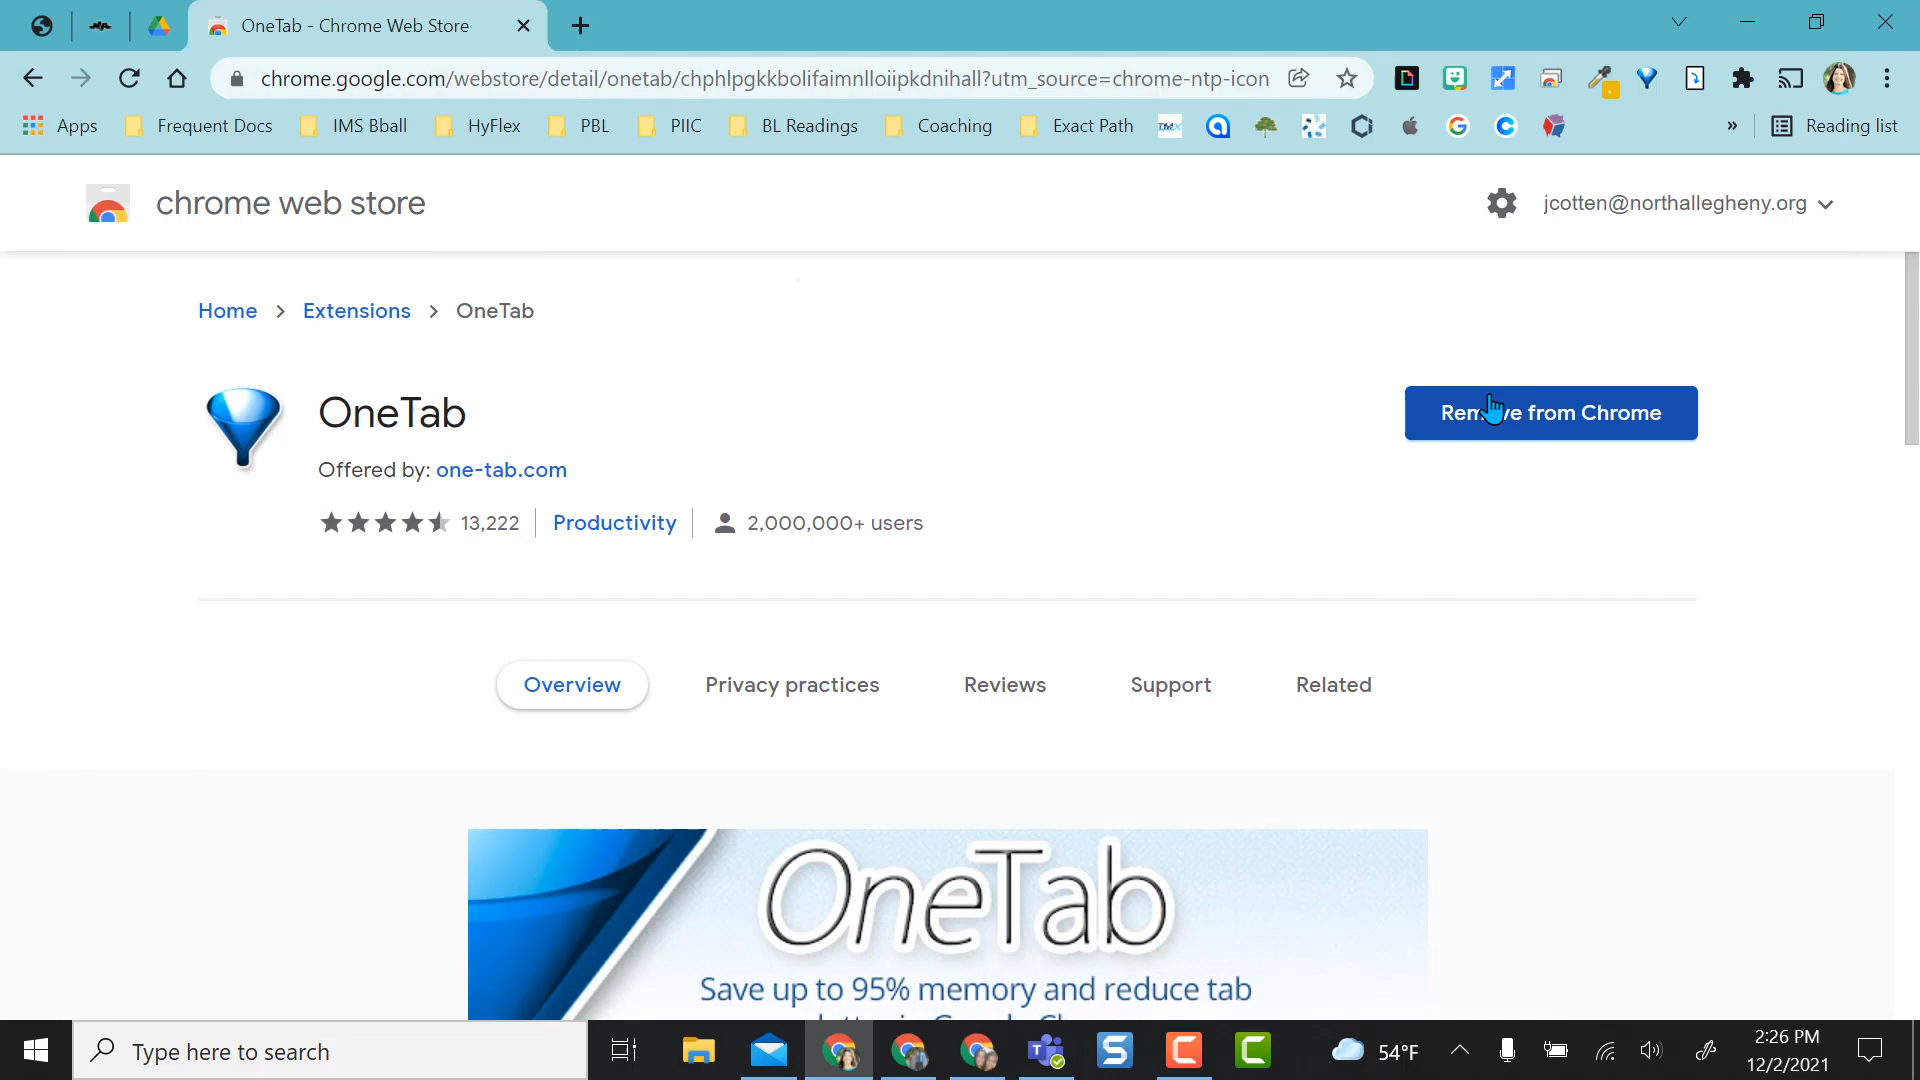 OneTab - Chrome Web Store
chrome.google.com/webstore/detail/onetab/chphlpgkkbolifaimnlloiipkdnihall?utm_source=chrome-ntp-icon
Apps Frequent Docs IMS Bball HyFlex PBL PIIC BL Readings Coaching Exact Path » Reading list
chrome web store
jcotten@northallegheny.org
Home > Extensions > OneTab
OneTab
Remove from Chrome
Offered by: one-tab.com
13,222 Productivity 2,000,000+ users
Overview Privacy practices Reviews Support Related
OneTab
Save up to 95% memory and reduce tab
Type here to search
54°F
2:26 PM
12/2/2021